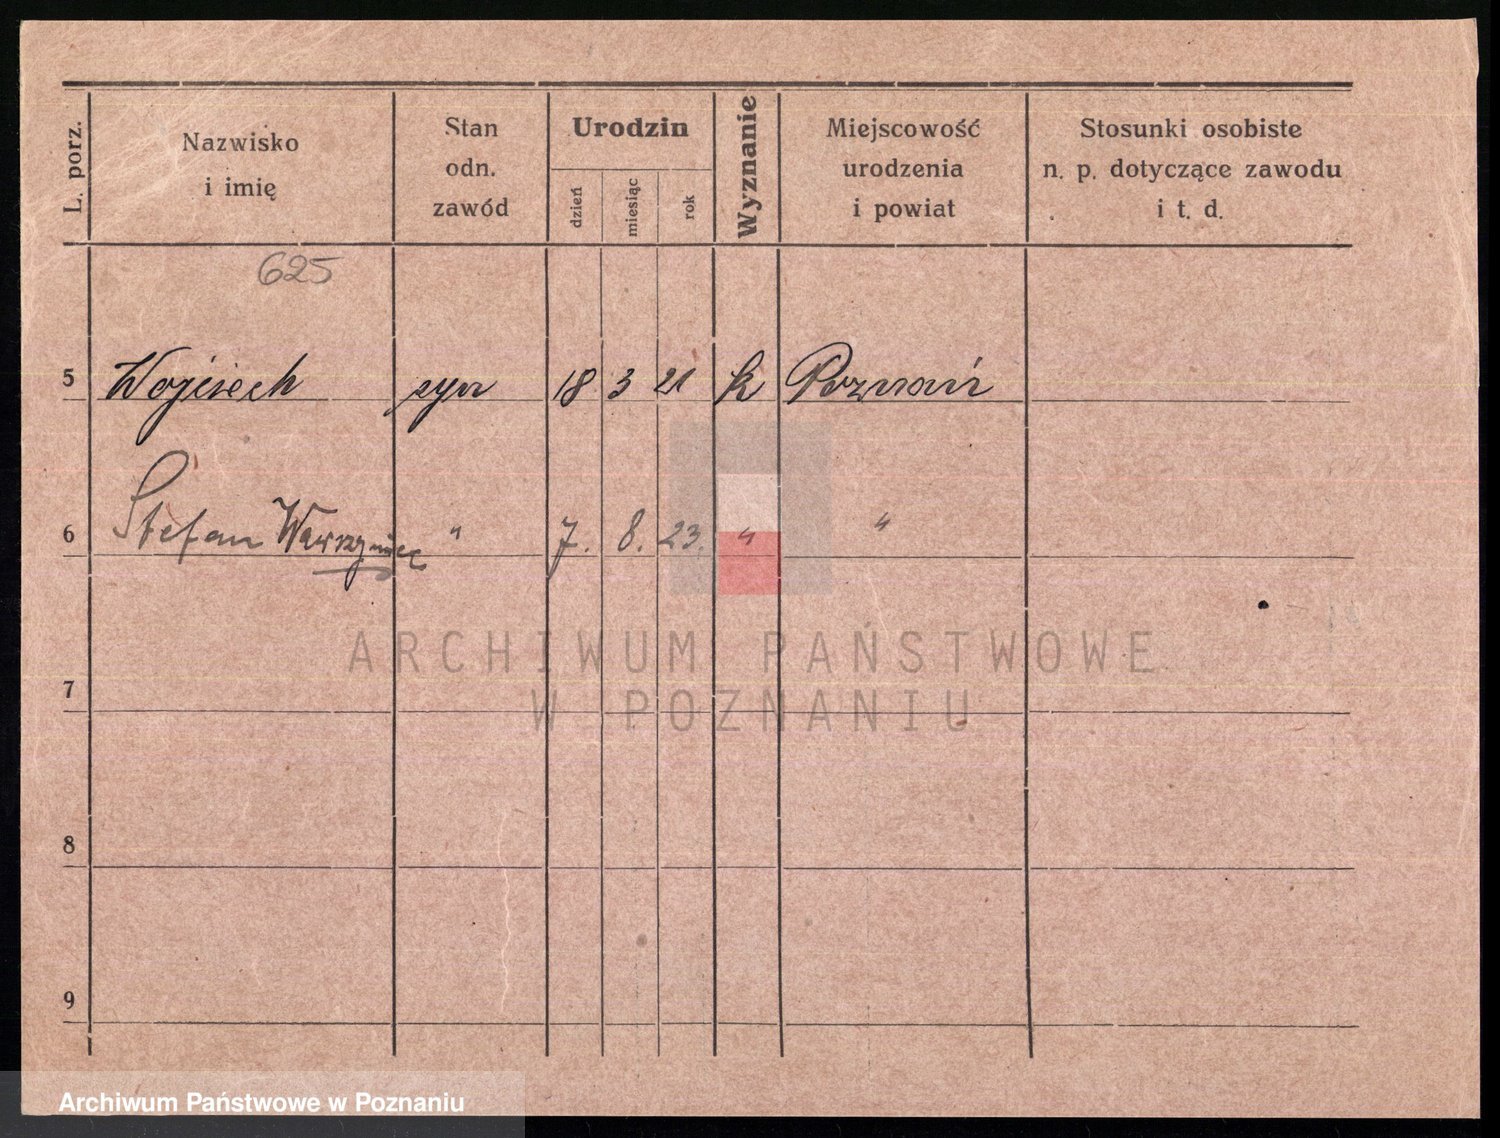 L. porz. Nazwisko i imię Stan odn. zawód Urodzin dzień miesiąc rok Wyznanie Miejscowość urodzenia i powiat Stosunki osobiste n. p. dotyczące zawodu i t. d.
625
5 Wojciech syn 18 3 21 k Poznań
6 Stefan Wawrzyniec " 7. 8. 23. " "
ARCHIWUM PAŃSTWOWE
7
W POZNANIU
8
9
Archiwum Państwowe w Poznaniu